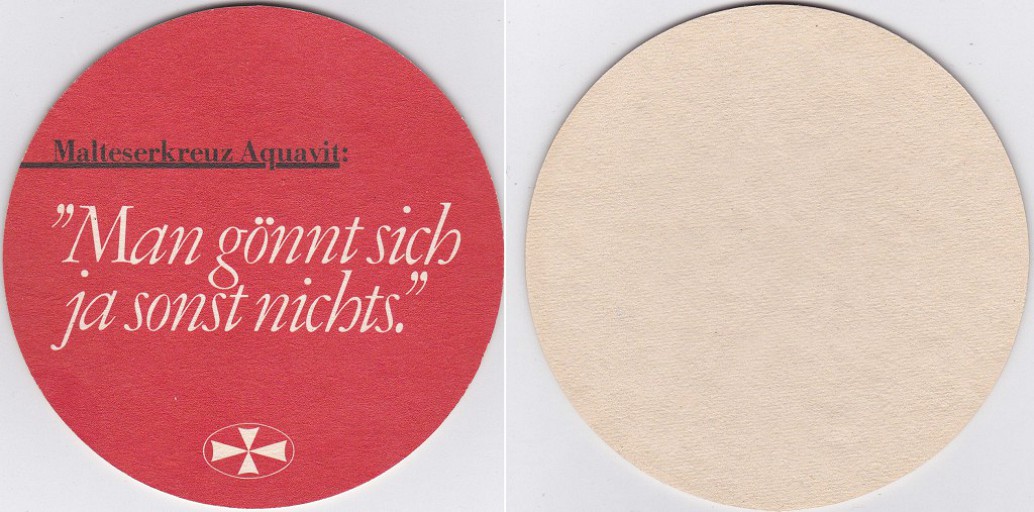 Malteserkreuz Aquavit:
”Man gönnt sich
ja sonst nichts.”